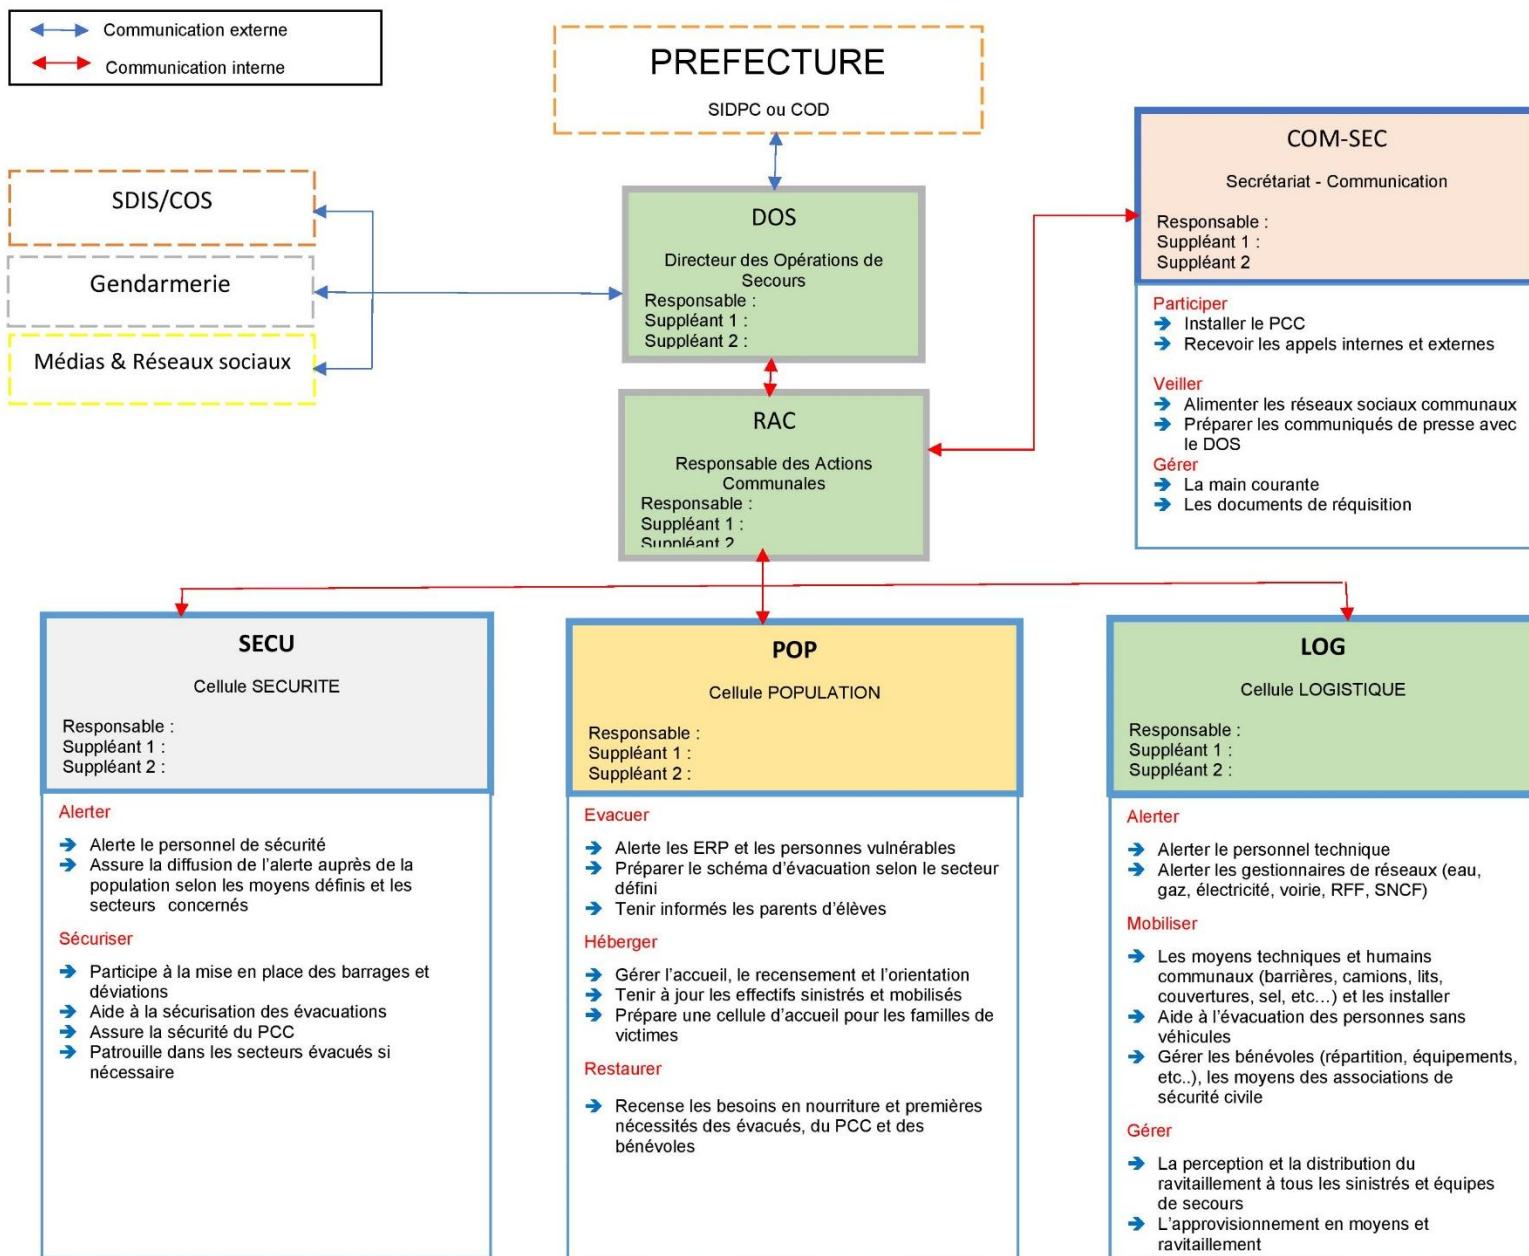 Communication externe
Communication interne
PREFECTURE
SIDPC ou COD
SDIS/COS
Gendarmerie
Médias & Réseaux sociaux
DOS
Directeur des Opérations de
Secours
Responsable :
Suppléant 1 :
Suppléant 2 :
RAC
Responsable des Actions
Communales
Responsable :
Suppléant 1 :
Suppléant 2
COM-SEC
Secrétariat - Communication
Responsable :
Suppléant 1 :
Suppléant 2
Participer
Installer le PCC
Recevoir les appels internes et externes
Veiller
Alimenter les réseaux sociaux communaux
Préparer les communiqués de presse avec
le DOS
Gérer
La main courante
Les documents de réquisition
SECU
Cellule SECURITE
Responsable :
Suppléant 1 :
Suppléant 2 :
Alerter
Alerte le personnel de sécurité
Assure la diffusion de l'alerte auprès de la
population selon les moyens définis et les
secteurs concernés
Sécuriser
Participe à la mise en place des barrages et
déviations
Aide à la sécurisation des évacuations
Assure la sécurité du PCC
Patrouille dans les secteurs évacués si
nécessaire
POP
Cellule POPULATION
Responsable :
Suppléant 1 :
Suppléant 2 :
Evacuer
Alerte les ERP et les personnes vulnérables
Préparer le schéma d'évacuation selon le secteur
défini
Tenir informés les parents d'élèves
Héberger
Gérer l'accueil, le recensement et l'orientation
Tenir à jour les effectifs sinistrés et mobilisés
Prépare une cellule d'accueil pour les familles de
victimes
Restaurer
Recense les besoins en nourriture et premières
nécessités des évacués, du PCC et des
bénévoles
LOG
Cellule LOGISTIQUE
Responsable :
Suppléant 1 :
Suppléant 2 :
Alerter
Alerter le personnel technique
Alerter les gestionnaires de réseaux (eau,
gaz, électricité, voirie, RFF, SNCF)
Mobiliser
Les moyens techniques et humains
communaux (barrières, camions, lits,
couvertures, sel, etc...) et les installer
Aide à l'évacuation des personnes sans
véhicules
Gérer les bénévoles (répartition, équipements,
etc..), les moyens des associations de
sécurité civile
Gérer
La perception et la distribution du
ravitaillement à tous les sinistrés et équipes
de secours
L'approvisionnement en moyens et
ravitaillement